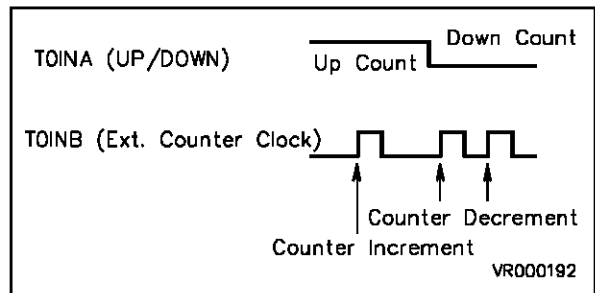 Down Count
TOINA (UP/DOWN)
Up Count
TOINB (Ext. Counter Clock)
Counter Decrement
Counter Increment
VR000192